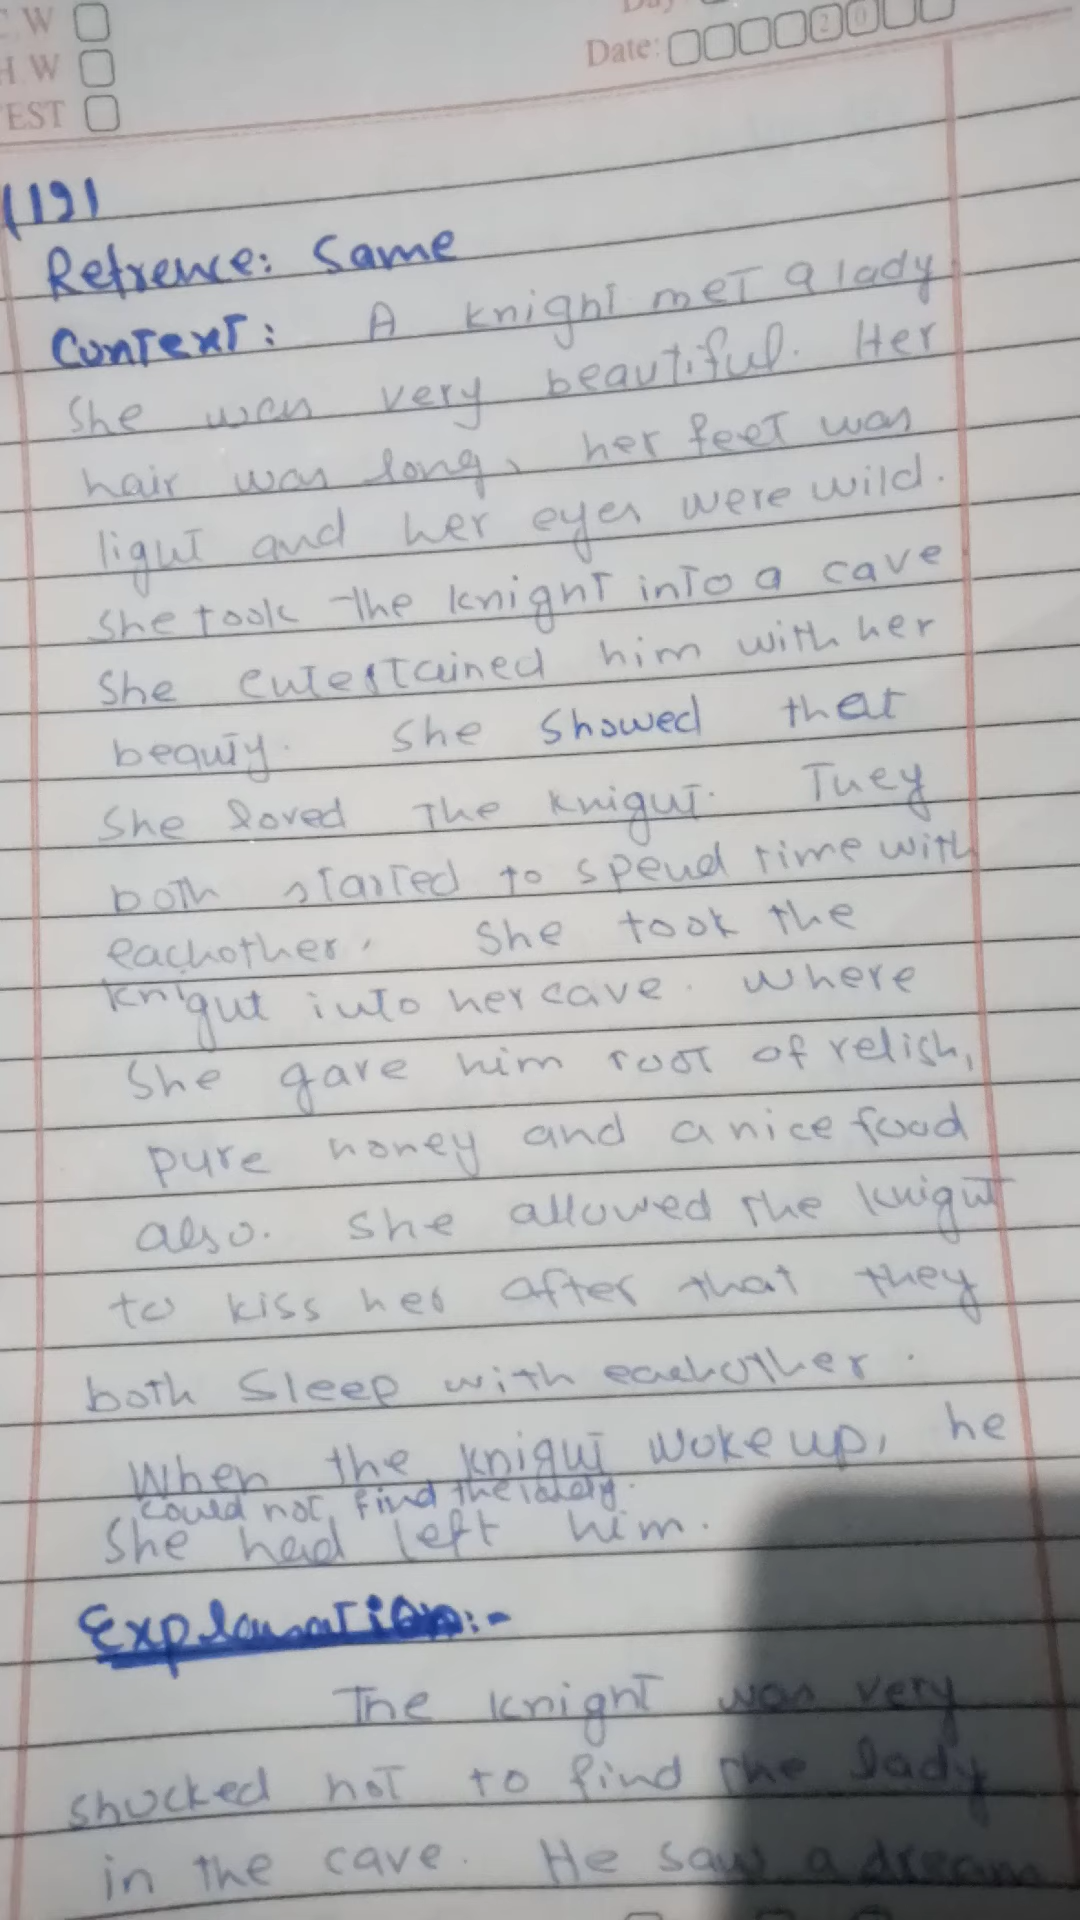 C.W
H.W
TEST
Day
Date: 2 0
(19)
Refrence: Same
Context: A knight met a lady
She was very beautiful. Her
hair was long, her feet was
light and her eyes were wild.
She took the knight into a cave
She entertained him with her
beauty. She showed that
She loved the knight. They
both started to spend time with
eachother. She took the
knight into her cave. where
She gave him root of relish,
pure honey and a nice food
also. She allowed the knight
to kiss her after that they
both Sleep with eachother.
When the knight woke up, he
could not find the lady.
She had left him.
Explanation:-
The knight was very
shocked not to find the lady
in the cave. He saw a dream